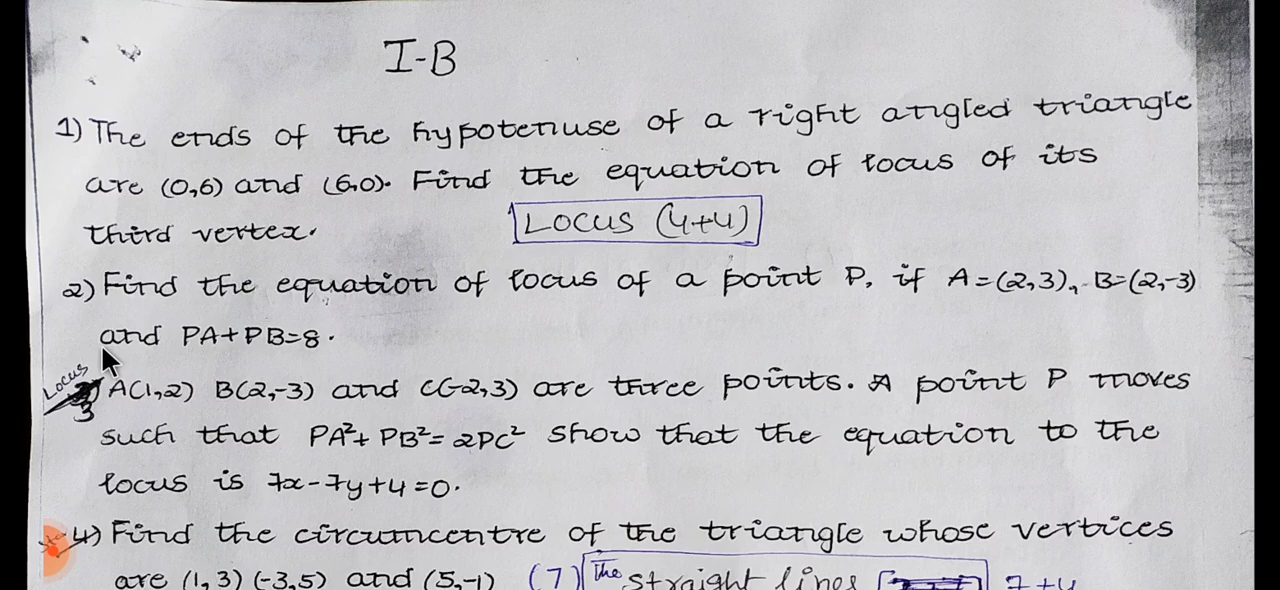 I-B
1) The ends of the hypotenuse of a right angled triangle
are (0,6) and (6,0). Find the equation of locus of its
third vertex.
Locus (4+4)
2) Find the equation of locus of a point P, if A=(2,3), B=(2,-3)
and PA+PB=8.
Locus
3) A(1,2) B(2,-3) and C(-2,3) are three points. A point P moves
such that PA²+PB²=2PC² show that the equation to the
locus is 7x-7y+4=0.
4) Find the circumcentre of the triangle whose vertices
are (1,3) (-3,5) and (5,-1) (7) The straight lines 7+4